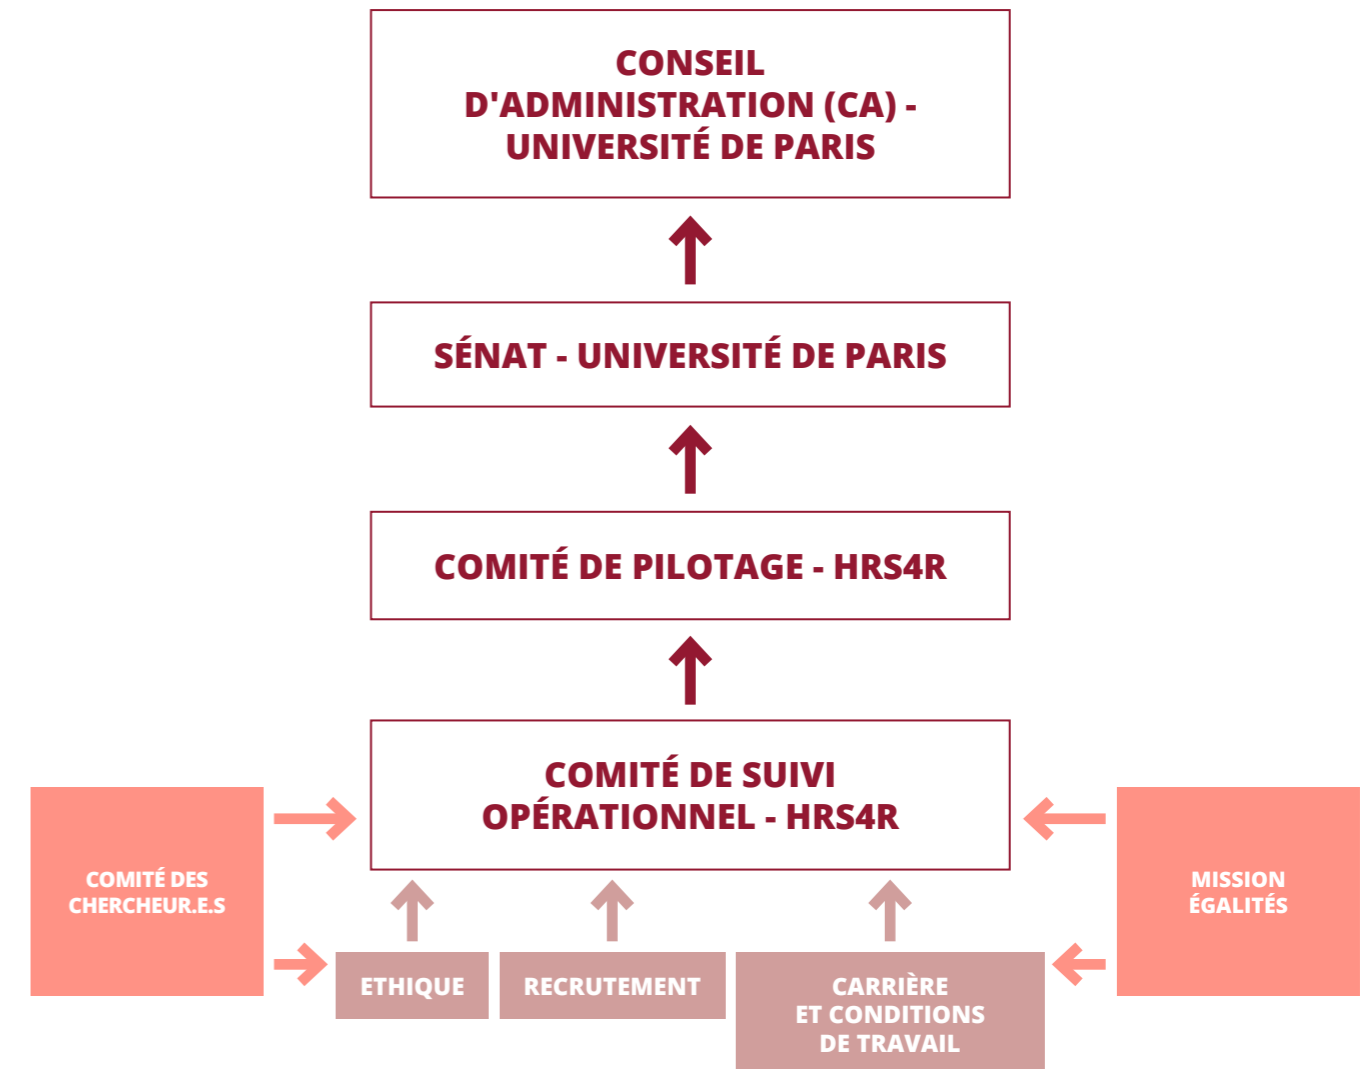 CONSEIL
D'ADMINISTRATION (CA) -
UNIVERSITÉ DE PARIS
SÉNAT - UNIVERSITÉ DE PARIS
COMITÉ DE PILOTAGE - HRS4R
COMITÉ DE SUIVI
OPÉRATIONNEL - HRS4R
COMITÉ DES
CHERCHEUR.E.S
MISSION
ÉGALITÉS
ETHIQUE
RECRUTEMENT
CARRIÈRE
ET CONDITIONS
DE TRAVAIL